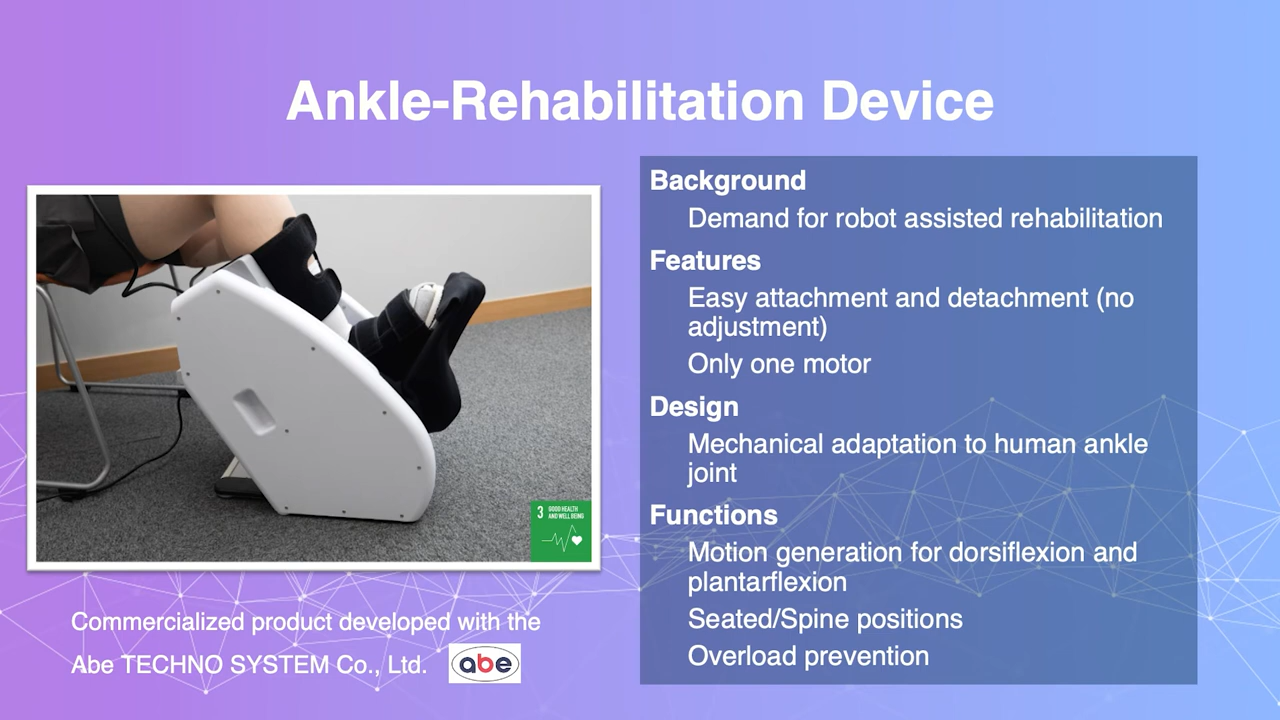 Ankle-Rehabilitation Device
3 GOOD HEALTH
AND WELL BEING
Commercialized product developed with the
Abe TECHNO SYSTEM Co., Ltd.
abe
Background
Demand for robot assisted rehabilitation
Features
Easy attachment and detachment (no
adjustment)
Only one motor
Design
Mechanical adaptation to human ankle
joint
Functions
Motion generation for dorsiflexion and
plantarflexion
Seated/Spine positions
Overload prevention